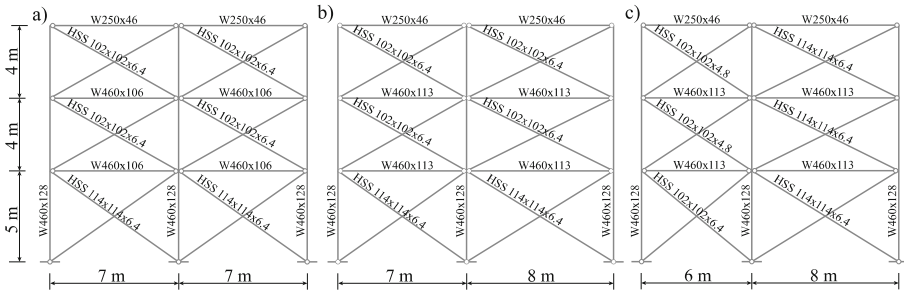 a)
W250x46 W250x46
HSS 102x102x6.4 HSS 102x102x6.4
W460x106 W460x106
HSS 102x102x6.4 HSS 102x102x6.4
W460x106 W460x106
HSS 114x114x6.4 HSS 114x114x6.4
W460x128 W460x128 W460x128
4 m
4 m
5 m
7 m 7 m
b)
W250x46 W250x46
HSS 102x102x6.4 HSS 102x102x6.4
W460x113 W460x113
HSS 102x102x6.4 HSS 102x102x6.4
W460x113 W460x113
HSS 114x114x6.4 HSS 114x114x6.4
W460x128 W460x128 W460x128
7 m 8 m
c)
W250x46 W250x46
HSS 102x102x4.8 HSS 114x114x6.4
W460x113 W460x113
HSS 102x102x4.8 HSS 114x114x6.4
W460x113 W460x113
HSS 102x102x6.4 HSS 114x114x6.4
W460x128 W460x128 W460x128
6 m 8 m